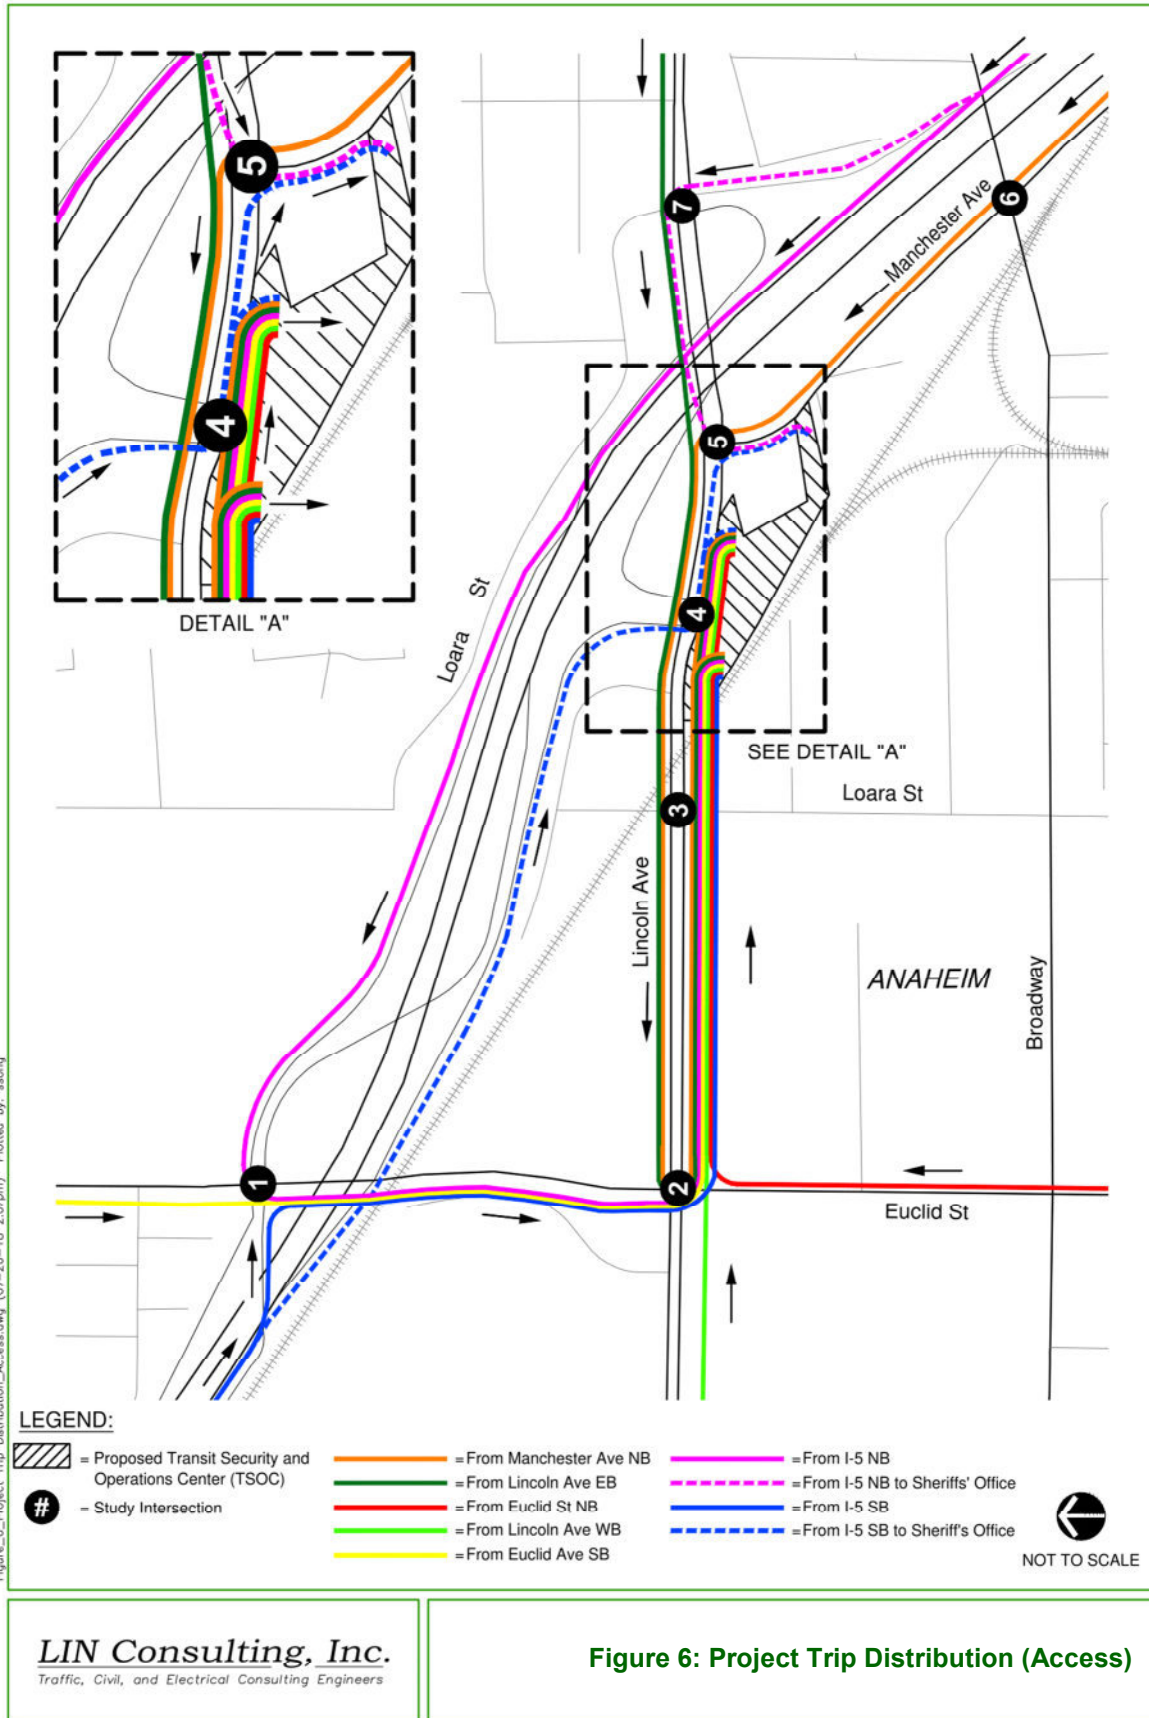 5
4
DETAIL "A"
7
6
Manchester Ave
5
4
Loara St
SEE DETAIL "A"
Loara St
3
Lincoln Ave
ANAHEIM
Broadway
1
2
Euclid St
LEGEND:
= Proposed Transit Security and
Operations Center (TSOC)
# = Study Intersection
= From Manchester Ave NB
= From Lincoln Ave EB
= From Euclid St NB
= From Lincoln Ave WB
= From Euclid Ave SB
= From I-5 NB
= From I-5 NB to Sheriffs' Office
= From I-5 SB
= From I-5 SB to Sheriff's Office
NOT TO SCALE
LIN Consulting, Inc.
Traffic, Civil, and Electrical Consulting Engineers
Figure 6: Project Trip Distribution (Access)